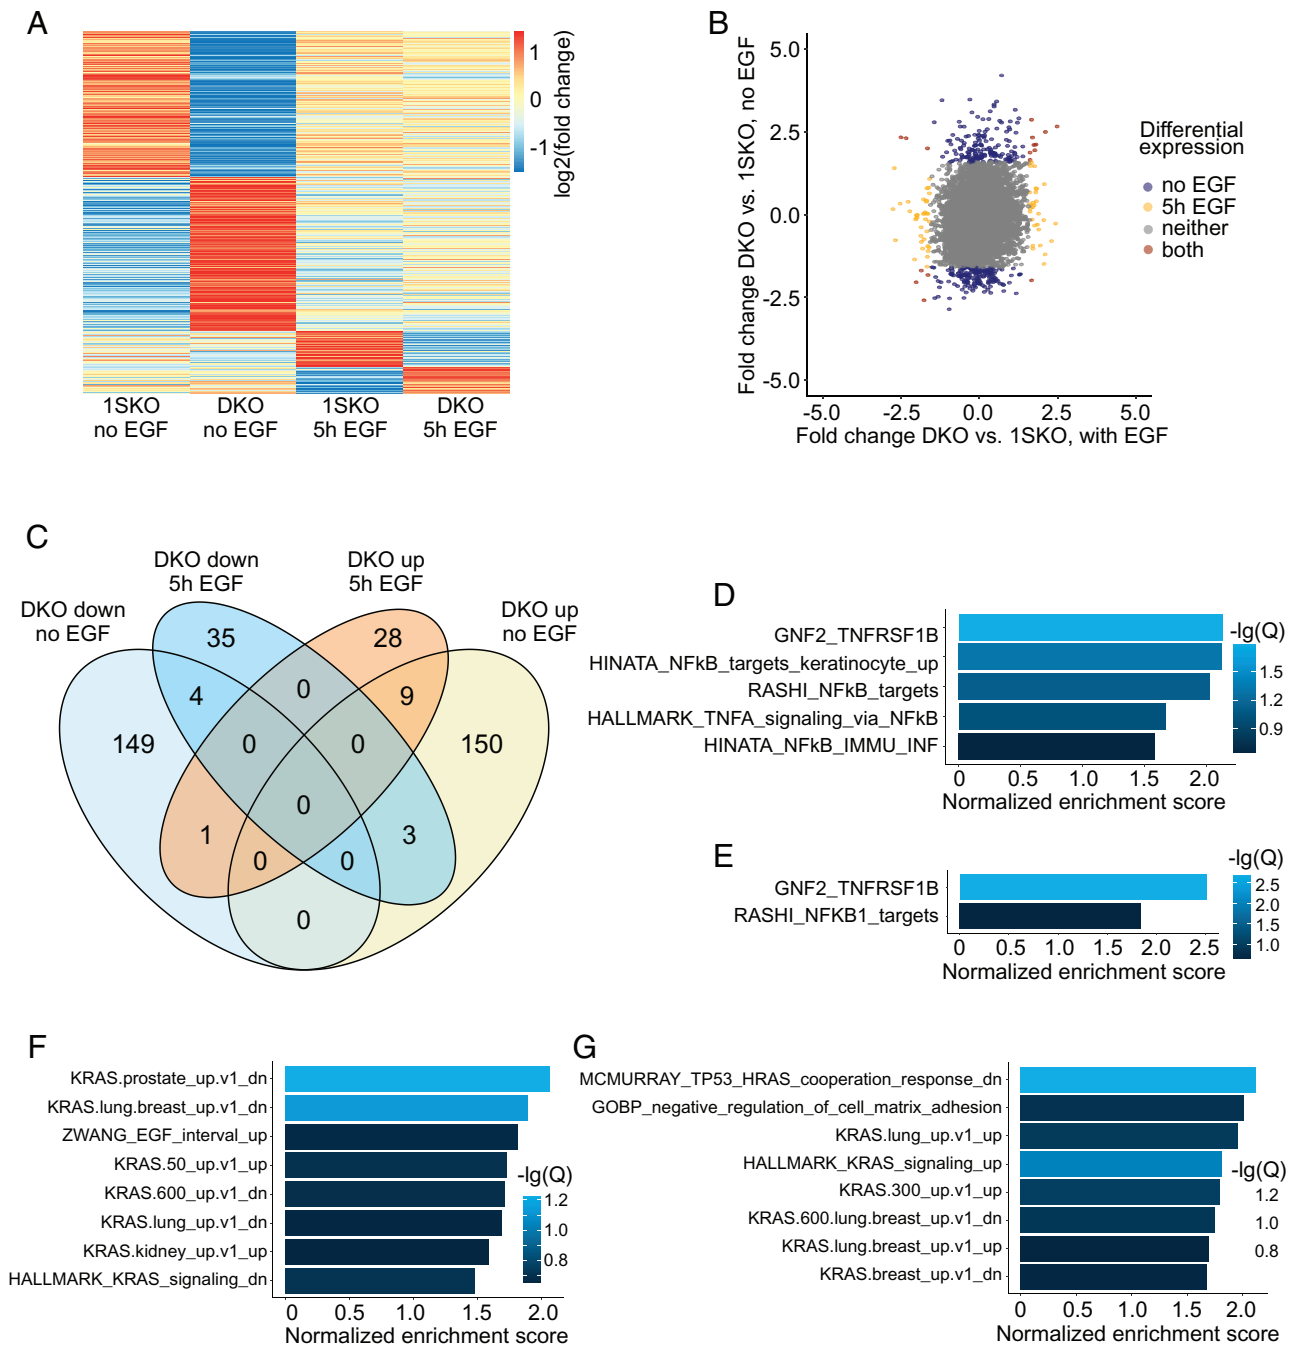 A
1
0
-1
log2(fold change)
1SKO
no EGF
DKO
no EGF
1SKO
5h EGF
DKO
5h EGF
B
Fold change DKO vs. 1SKO, no EGF
5.0
2.5
0.0
-2.5
-5.0
-5.0
-2.5
0.0
2.5
5.0
Fold change DKO vs. 1SKO, with EGF
Differential
expression
no EGF
5h EGF
neither
both
C
DKO down
no EGF
DKO down
5h EGF
DKO up
5h EGF
DKO up
no EGF
35
28
4
0
9
149
0
0
150
0
1
3
0
0
0
D
GNF2_TNFRSF1B
HINATA_NFkB_targets_keratinocyte_up
RASHI_NFkB_targets
HALLMARK_TNFA_signaling_via_NFkB
HINATA_NFkB_IMMU_INF
0
0.5
1.0
1.5
2.0
Normalized enrichment score
-lg(Q)
1.5
1.2
0.9
E
GNF2_TNFRSF1B
RASHI_NFKB1_targets
0
0.5
1.0
1.5
2.0
2.5
Normalized enrichment score
-lg(Q)
2.5
2.0
1.5
1.0
F
KRAS.prostate_up.v1_dn
KRAS.lung.breast_up.v1_dn
ZWANG_EGF_interval_up
KRAS.50_up.v1_up
KRAS.600_up.v1_dn
KRAS.lung_up.v1_dn
KRAS.kidney_up.v1_up
HALLMARK_KRAS_signaling_dn
0
0.5
1.0
1.5
2.0
Normalized enrichment score
-lg(Q)
1.2
1.0
0.8
G
MCMURRAY_TP53_HRAS_cooperation_response_dn
GOBP_negative_regulation_of_cell_matrix_adhesion
KRAS.lung_up.v1_up
HALLMARK_KRAS_signaling_up
KRAS.300_up.v1_up
KRAS.600.lung.breast_up.v1_dn
KRAS.lung.breast_up.v1_up
KRAS.breast_up.v1_dn
0
0.5
1.0
1.5
2.0
Normalized enrichment score
-lg(Q)
1.2
1.0
0.8